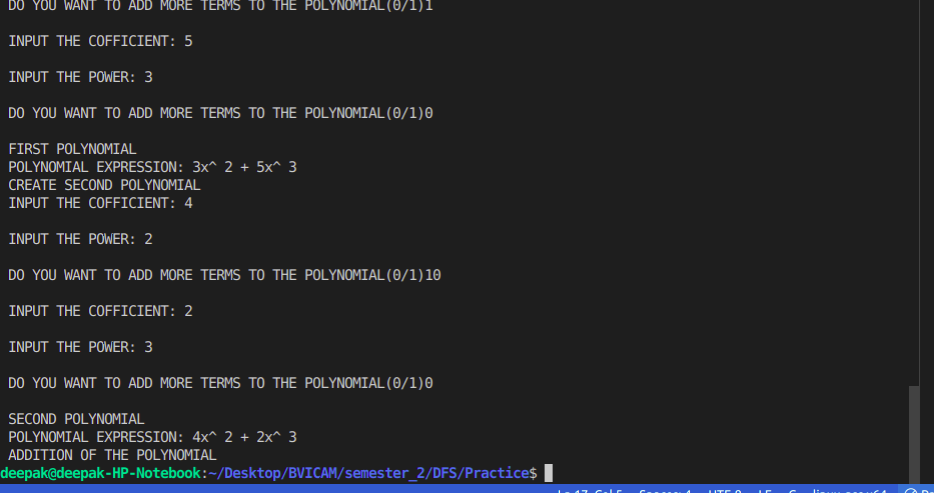 DO YOU WANT TO ADD MORE TERMS TO THE POLYNOMIAL(0/1)1
INPUT THE COFFICIENT: 5
INPUT THE POWER: 3
DO YOU WANT TO ADD MORE TERMS TO THE POLYNOMIAL(0/1)0
FIRST POLYNOMIAL
POLYNOMIAL EXPRESSION: 3x^ 2 + 5x^ 3
CREATE SECOND POLYNOMIAL
INPUT THE COFFICIENT: 4
INPUT THE POWER: 2
DO YOU WANT TO ADD MORE TERMS TO THE POLYNOMIAL(0/1)10
INPUT THE COFFICIENT: 2
INPUT THE POWER: 3
DO YOU WANT TO ADD MORE TERMS TO THE POLYNOMIAL(0/1)0
SECOND POLYNOMIAL
POLYNOMIAL EXPRESSION: 4x^ 2 + 2x^ 3
ADDITION OF THE POLYNOMIAL
deepak@deepak-HP-Notebook:~/Desktop/BVICAM/semester_2/DFS/Practice$